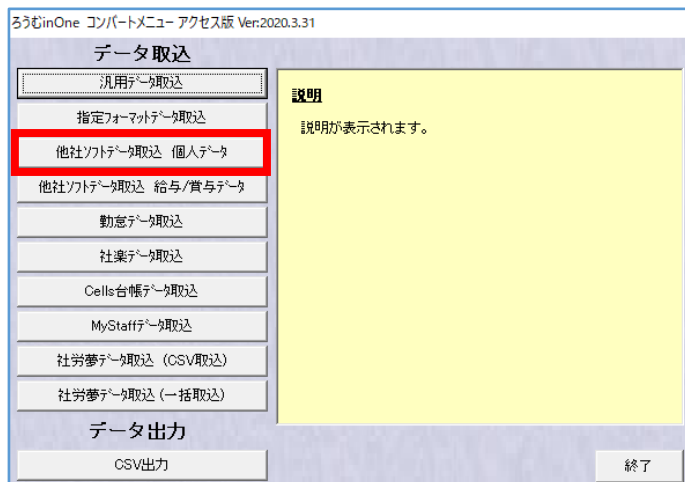 ろうむinOne コンバートメニュー アクセス版 Ver:2020.3.31
データ取込
汎用ﾃﾞｰﾀ取込
指定ﾌｫｰﾏｯﾄﾃﾞｰﾀ取込
他社ｿﾌﾄﾃﾞｰﾀ取込 個人ﾃﾞｰﾀ
他社ｿﾌﾄﾃﾞｰﾀ取込 給与/賞与ﾃﾞｰﾀ
勤怠ﾃﾞｰﾀ取込
社楽ﾃﾞｰﾀ取込
Cells台帳ﾃﾞｰﾀ取込
MyStaffﾃﾞｰﾀ取込
社労夢ﾃﾞｰﾀ取込 (CSV取込)
社労夢ﾃﾞｰﾀ取込 (一括取込)
データ出力
CSV出力
説明
説明が表示されます。
終了